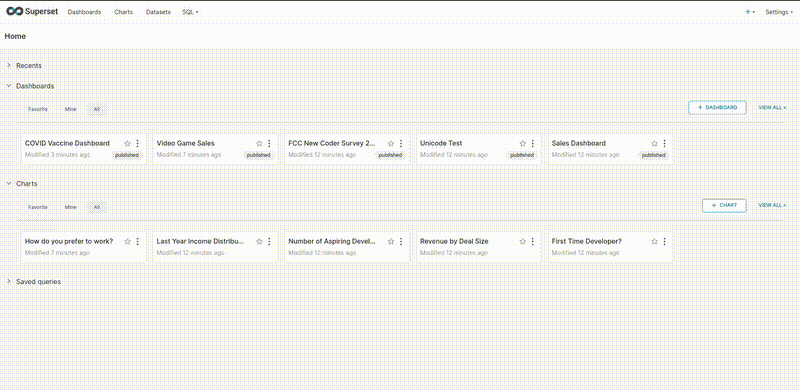 Superset Dashboards Charts Datasets SQL Settings
Home
Recents
Dashboards
Favorite Mine All + DASHBOARD VIEW ALL »
COVID Vaccine Dashboard Video Game Sales FCC New Coder Survey 2... Unicode Test Sales Dashboard
Modified 3 minutes ago published Modified 7 minutes ago published Modified 12 minutes ago published Modified 12 minutes ago published Modified 12 minutes ago published
Charts
Favorite Mine All + CHART VIEW ALL »
How do you prefer to work? Last Year Income Distribu... Number of Aspiring Devel... Revenue by Deal Size First Time Developer?
Modified 7 minutes ago Modified 12 minutes ago Modified 12 minutes ago Modified 12 minutes ago Modified 12 minutes ago
Saved queries